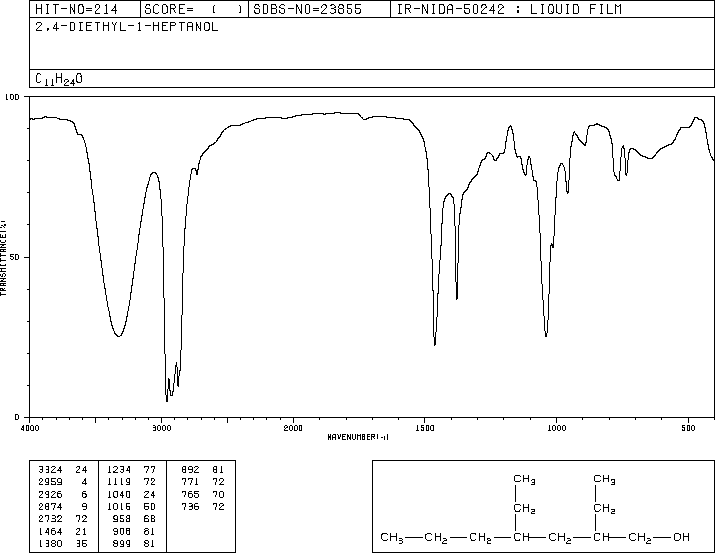 HIT-NO=214 SCORE= ( ) SDBS-NO=23855 IR-NIDA-50242 : LIQUID FILM
2,4-DIETHYL-1-HEPTANOL
C11H24O
100
50
0
TRANSMITTANCE(%)
4000 3000 2000 1500 1000 500
WAVENUMBER(-1)
3324 24 1234 77 892 81
2959 4 1119 72 771 72
2926 6 1040 24 765 70
2874 9 1016 50 736 72
2732 72 958 68
1464 21 908 81
1380 35 899 81
CH3 CH3
CH2 CH2
CH3—CH2—CH2—CH—CH2—CH—CH2—OH